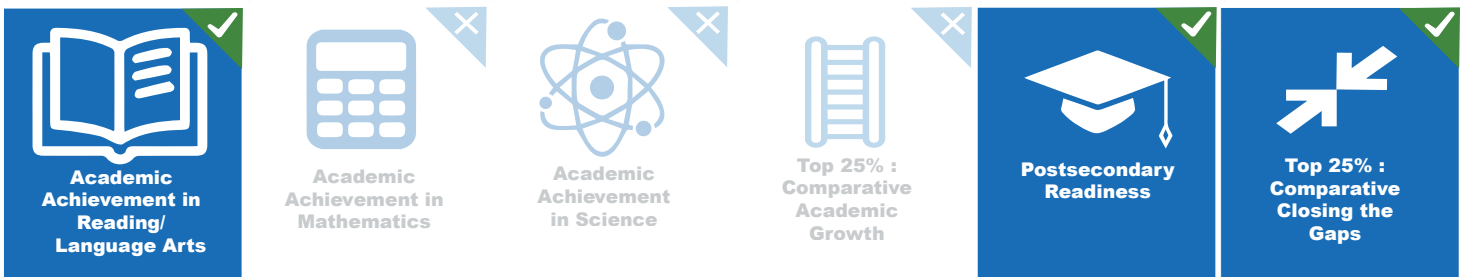 Academic
Achievement in
Reading/
Language Arts
Academic
Achievement in
Mathematics
Academic
Achievement
in Science
Top 25% :
Comparative
Academic
Growth
Postsecondary
Readiness
Top 25% :
Comparative
Closing the
Gaps